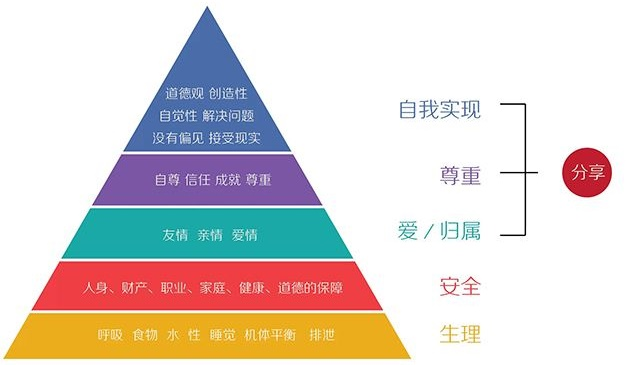 道德观 创造性
自觉性 解决问题
没有偏见 接受现实
自我实现
自尊 信任 成就 尊重
尊重
分享
友情 亲情 爱情
爱 / 归属
人身、财产、职业、家庭、健康、道德的保障
安全
呼吸 食物 水 性 睡觉 机体平衡 排泄
生理